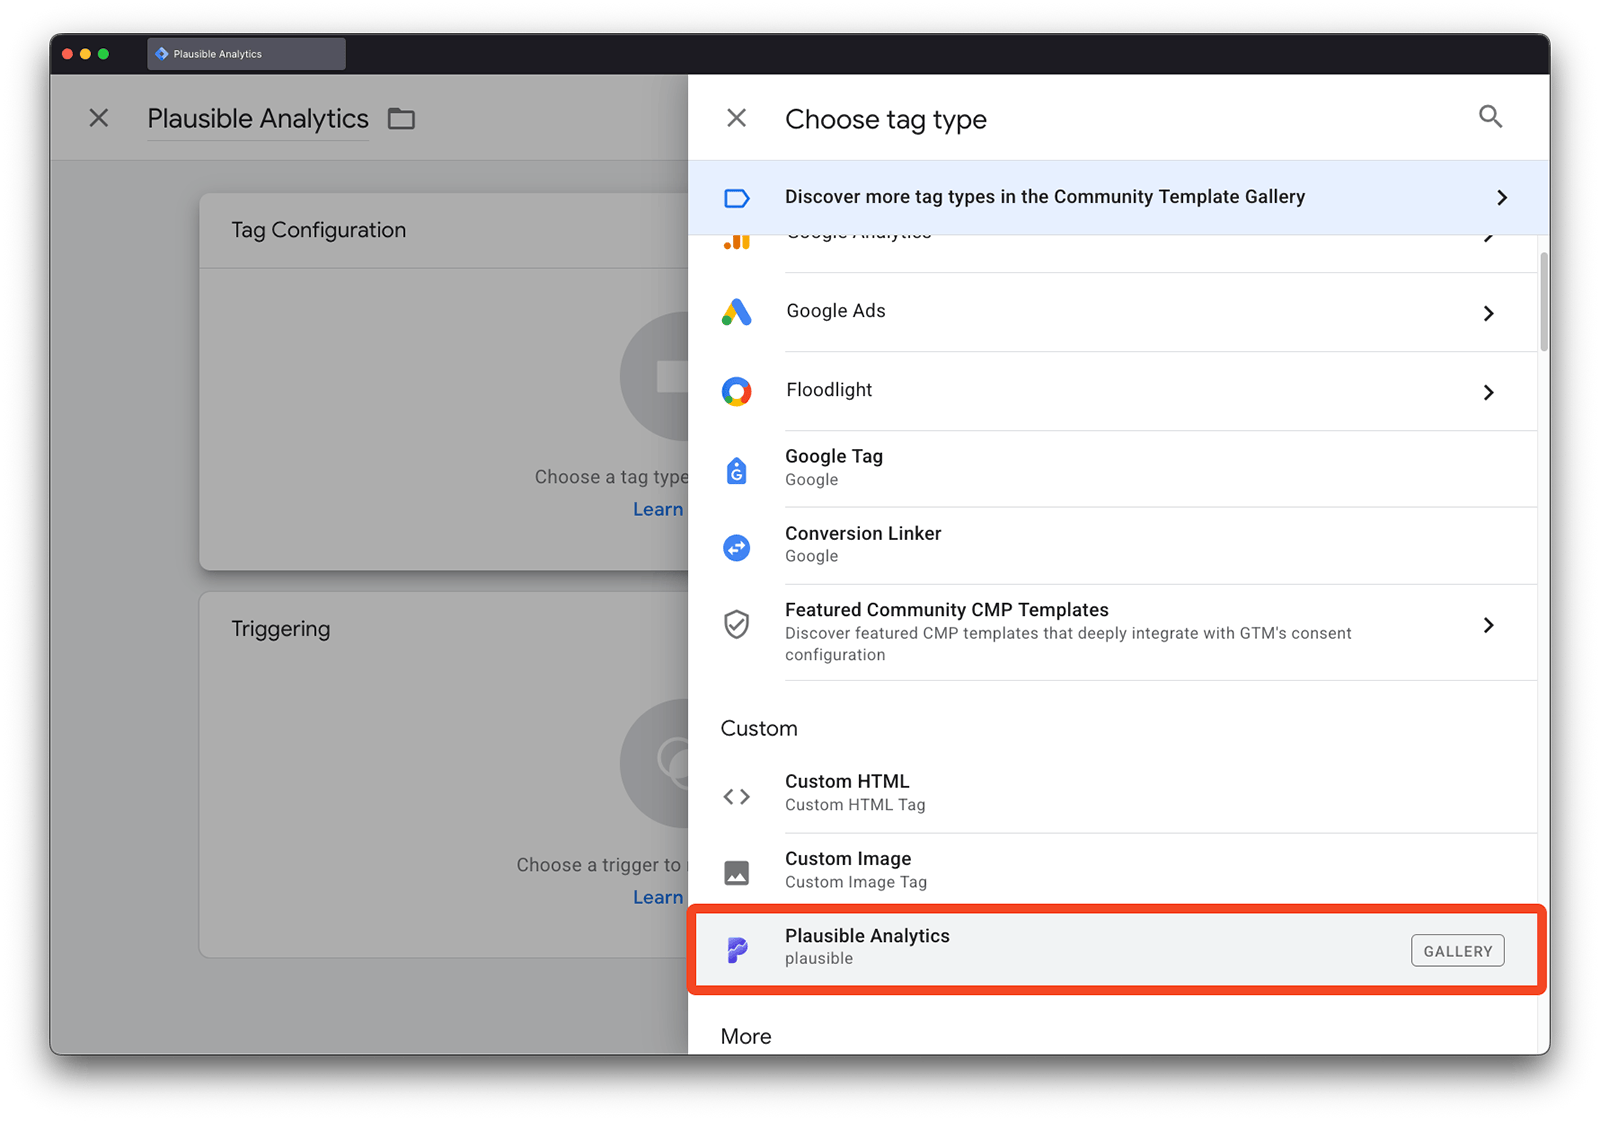 Plausible Analytics
Plausible Analytics
Tag Configuration
Choose a tag type
Learn
Triggering
Choose a trigger to
Learn
Choose tag type
Discover more tag types in the Community Template Gallery
Google Analytics
Google Ads
Floodlight
Google Tag
Google
Conversion Linker
Google
Featured Community CMP Templates
Discover featured CMP templates that deeply integrate with GTM's consent
configuration
Custom
Custom HTML
Custom HTML Tag
Custom Image
Custom Image Tag
Plausible Analytics
plausible
GALLERY
More